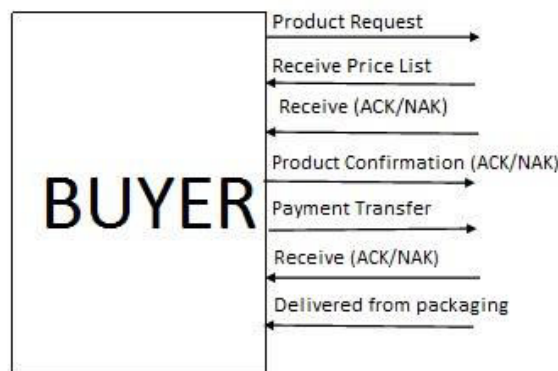 Product Request
Receive Price List
Receive (ACK/NAK)
Product Confirmation (ACK/NAK)
BUYER
Payment Transfer
Receive (ACK/NAK)
Delivered from packaging